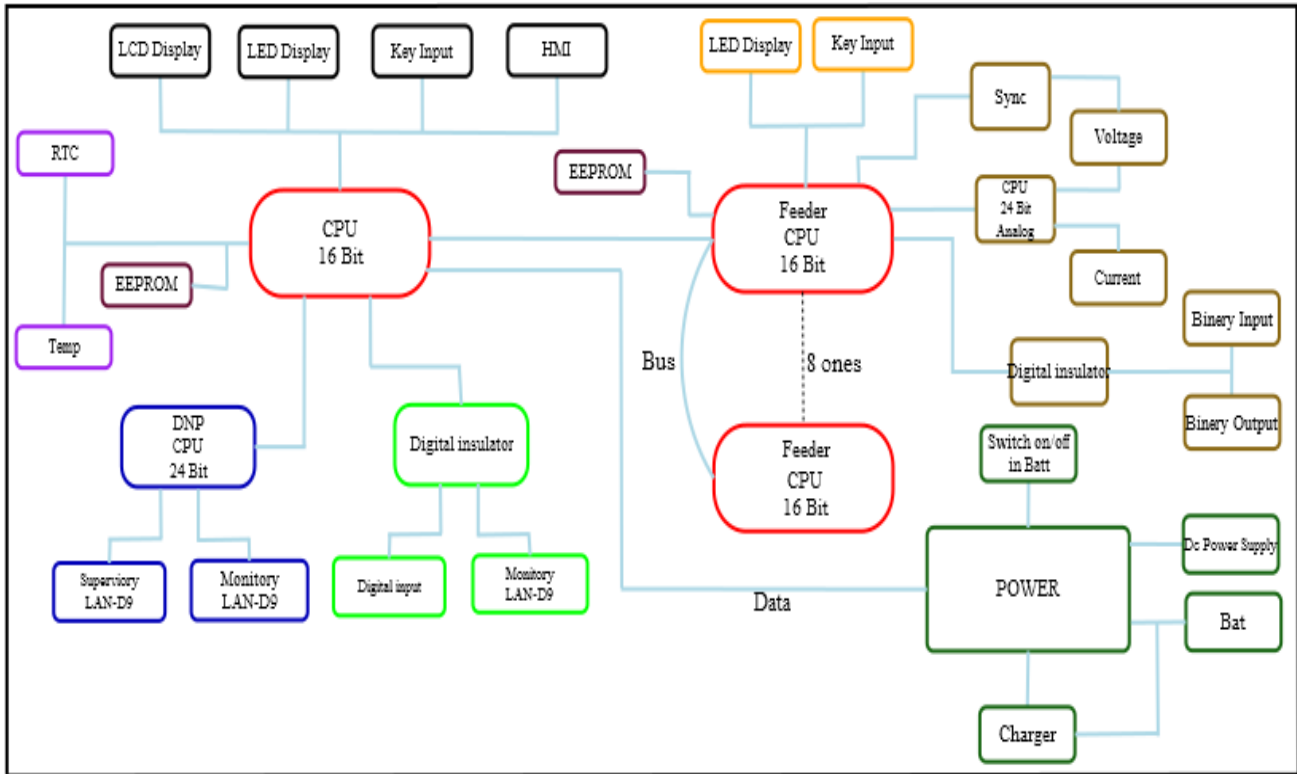 LCD Display
LED Display
Key Input
HMI
LED Display
Key Input
Sync
Voltage
RTC
EEPROM
CPU
16 Bit
Feeder
CPU
16 Bit
CPU
24 Bit
Analog
Current
EEPROM
Temp
Binery Input
Bus
8 ones
Digital insulator
Binery Output
DNP
CPU
24 Bit
Digital insulator
Feeder
CPU
16 Bit
Switch on/off
in Batt
Dc Power Supply
Superviory
LAN-D9
Monitory
LAN-D9
Digital input
Monitory
LAN-D9
Data
POWER
Bat
Charger